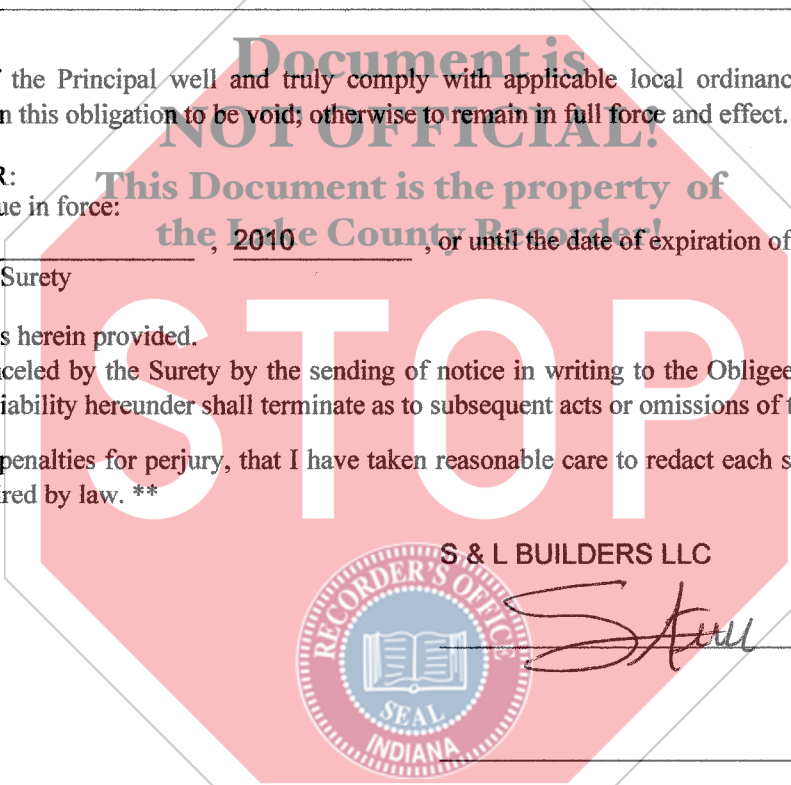 Document is
f the Principal well and truly comply with applicable local ordinanc
n this obligation to be void; otherwise to remain in full force and effect.
NOT OFFICIAL!
R:
This Document is the property of
ue in force:
the Lake County Recorder!
, 2010 , or until the date of expiration of
Surety
STOP
s herein provided.
celed by the Surety by the sending of notice in writing to the Obligee
iability hereunder shall terminate as to subsequent acts or omissions of t
penalties for perjury, that I have taken reasonable care to redact each s
red by law. **
S & L BUILDERS LLC
RECORDER'S OFFICE
SEAL
INDIANA